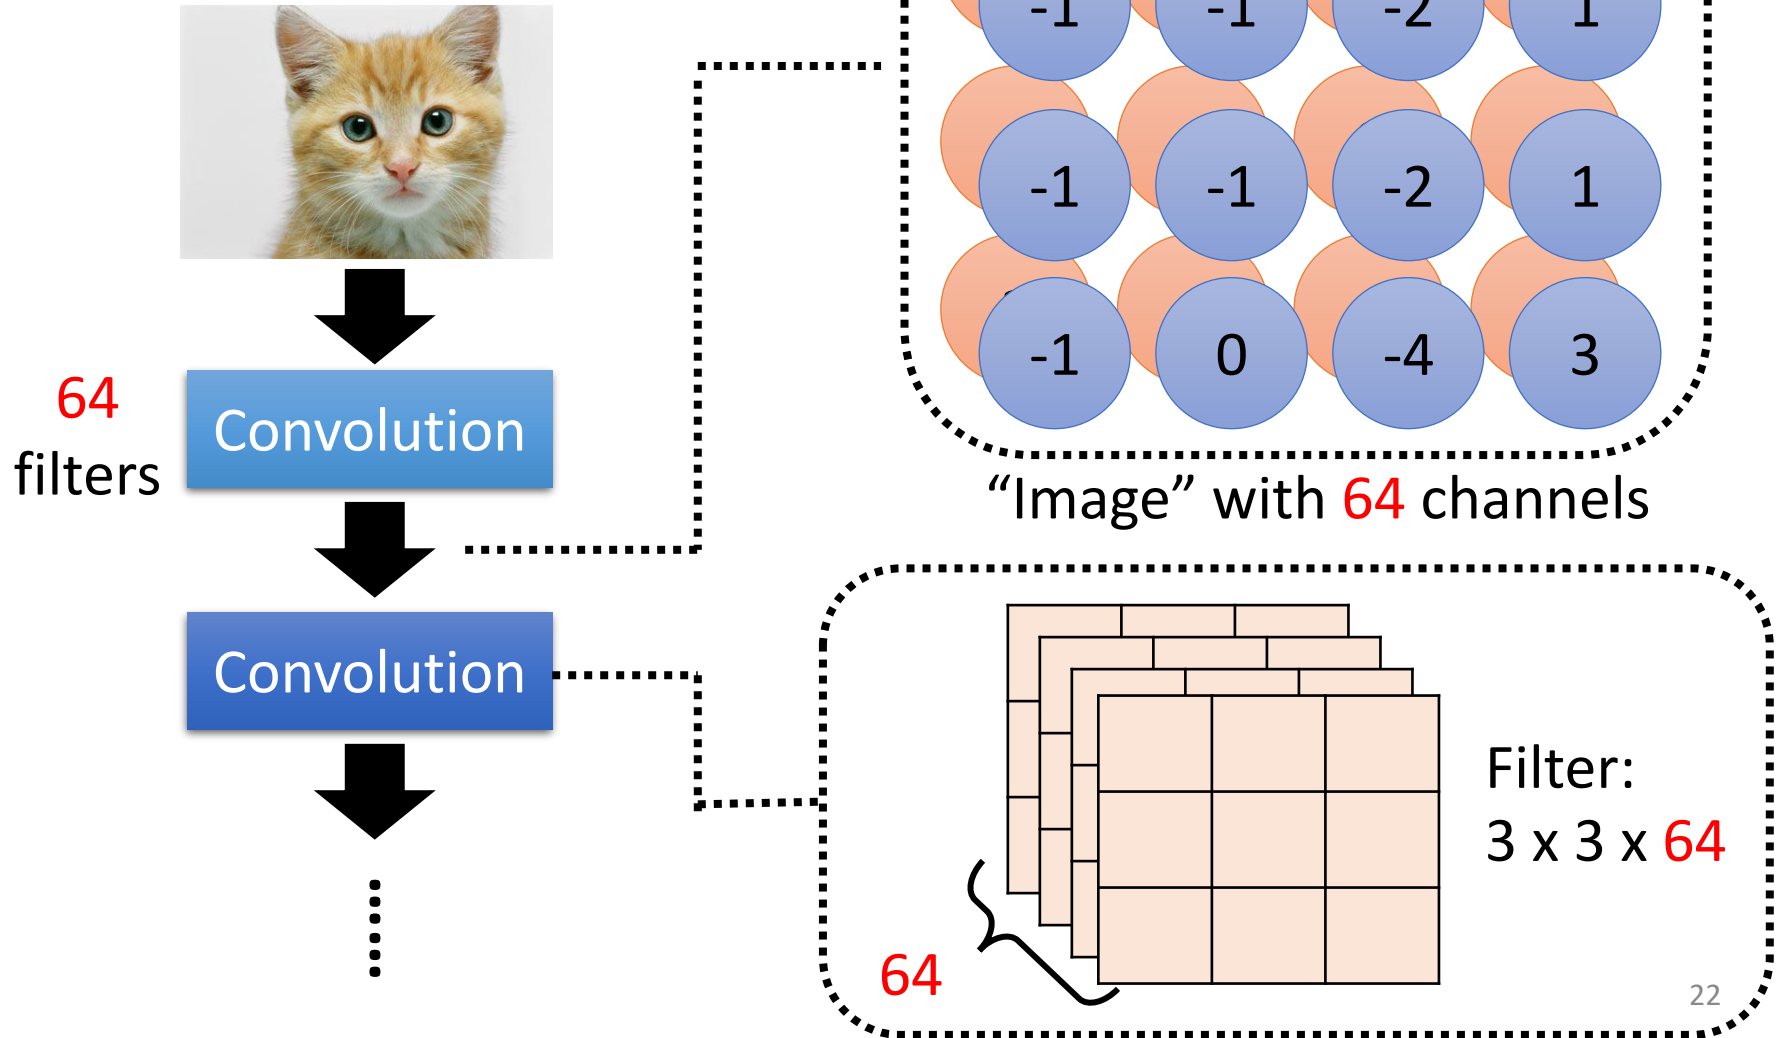 -1 -1 -2 1
-1 -1 -2 1
-1 0 -4 3
“Image” with 64 channels
64
filters
Convolution
Convolution
Filter:
3 x 3 x 64
64
22